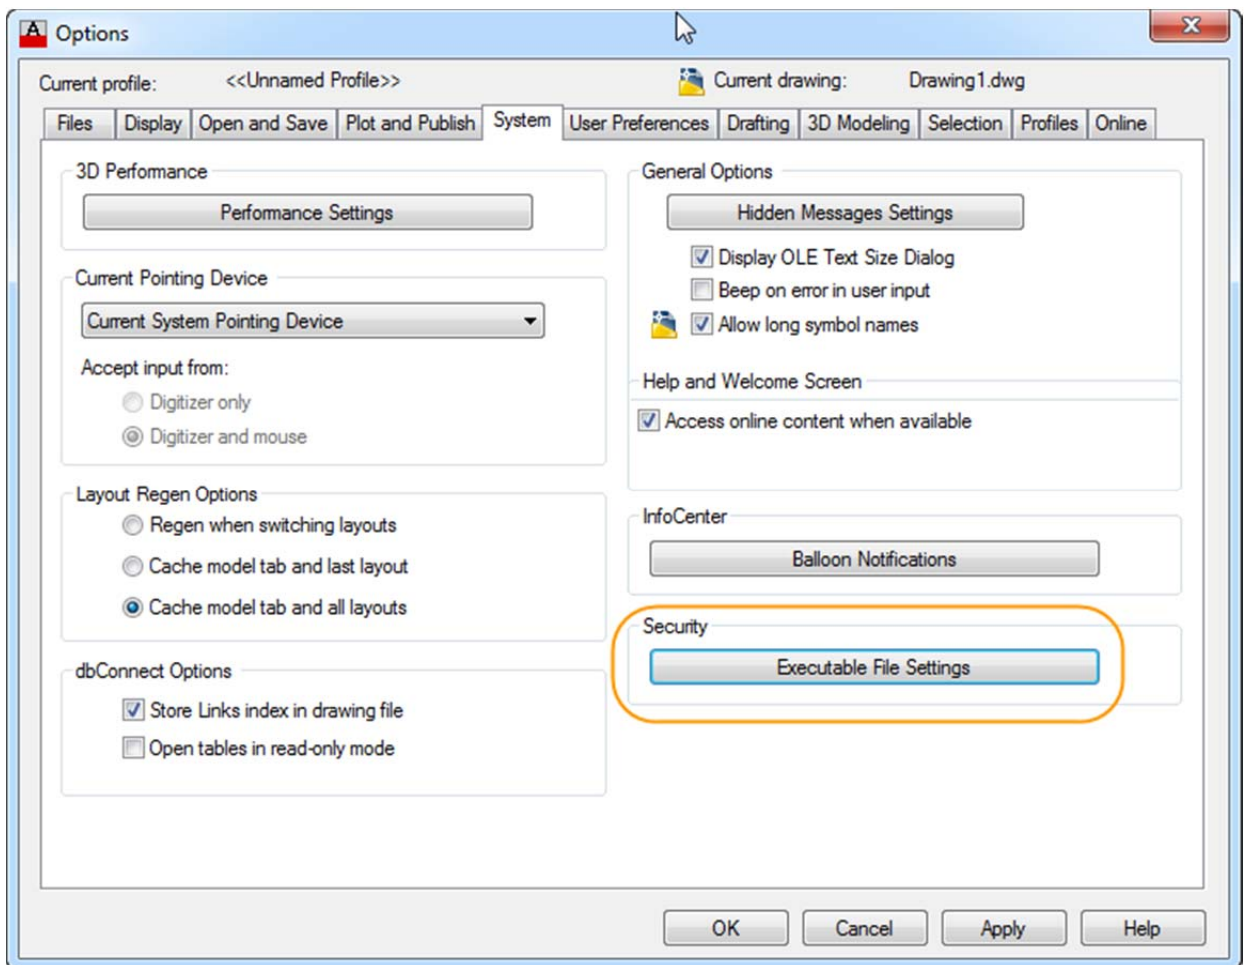 Options
Current profile: <<Unnamed Profile>> Current drawing: Drawing1.dwg
Files Display Open and Save Plot and Publish System User Preferences Drafting 3D Modeling Selection Profiles Online
3D Performance
Performance Settings
Current Pointing Device
Current System Pointing Device
Accept input from:
Digitizer only
Digitizer and mouse
Layout Regen Options
Regen when switching layouts
Cache model tab and last layout
Cache model tab and all layouts
dbConnect Options
Store Links index in drawing file
Open tables in read-only mode
General Options
Hidden Messages Settings
Display OLE Text Size Dialog
Beep on error in user input
Allow long symbol names
Help and Welcome Screen
Access online content when available
InfoCenter
Balloon Notifications
Security
Executable File Settings
OK Cancel Apply Help